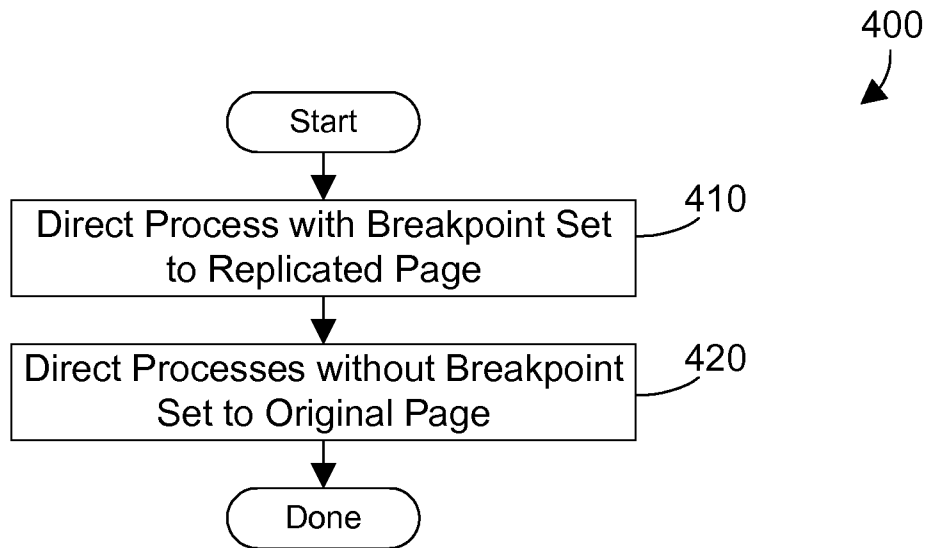 400
Start
410
Direct Process with Breakpoint Set
to Replicated Page
420
Direct Processes without Breakpoint
Set to Original Page
Done